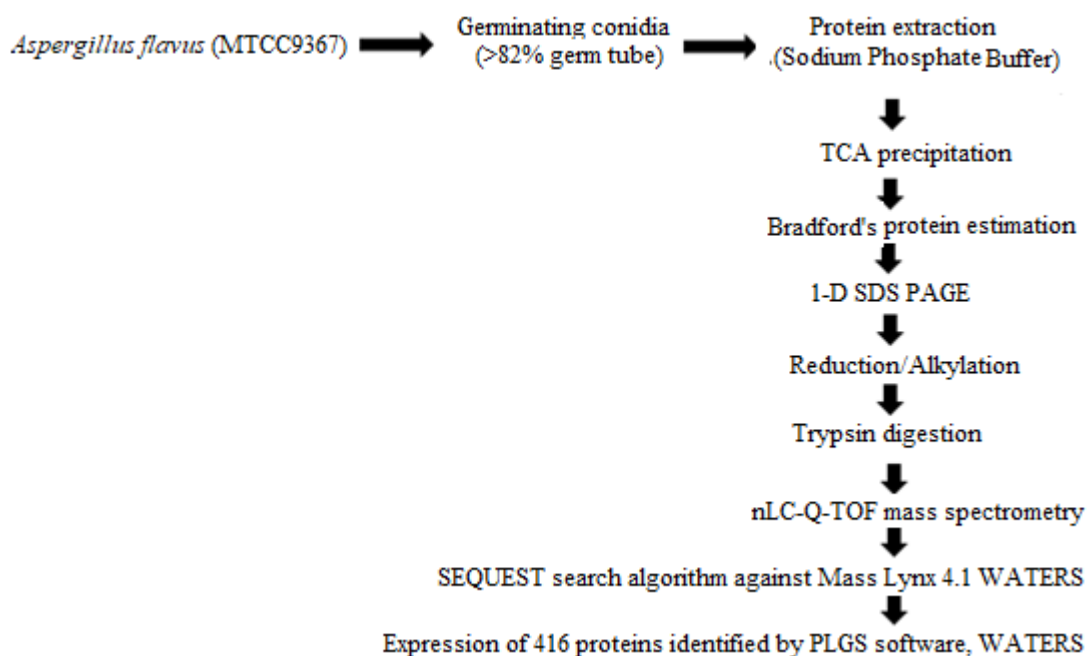 Aspergillus flavus (MTCC9367)
Germinating conidia
(>82% germ tube)
Protein extraction
.(Sodium Phosphate Buffer)
TCA precipitation
Bradford's protein estimation
1-D SDS PAGE
Reduction/Alkylation
Trypsin digestion
nLC-Q-TOF mass spectrometry
SEQUEST search algorithm against Mass Lynx 4.1 WATERS
Expression of 416 proteins identified by PLGS software, WATERS